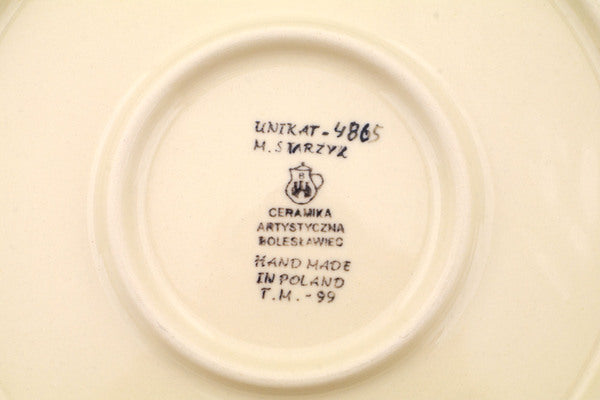 UNIKAT - 4865
M. STARZYK
B
CERAMIKA
ARTYSTYCZNA
BOLESŁAWIEC
HAND MADE
IN POLAND
T.M. - 99